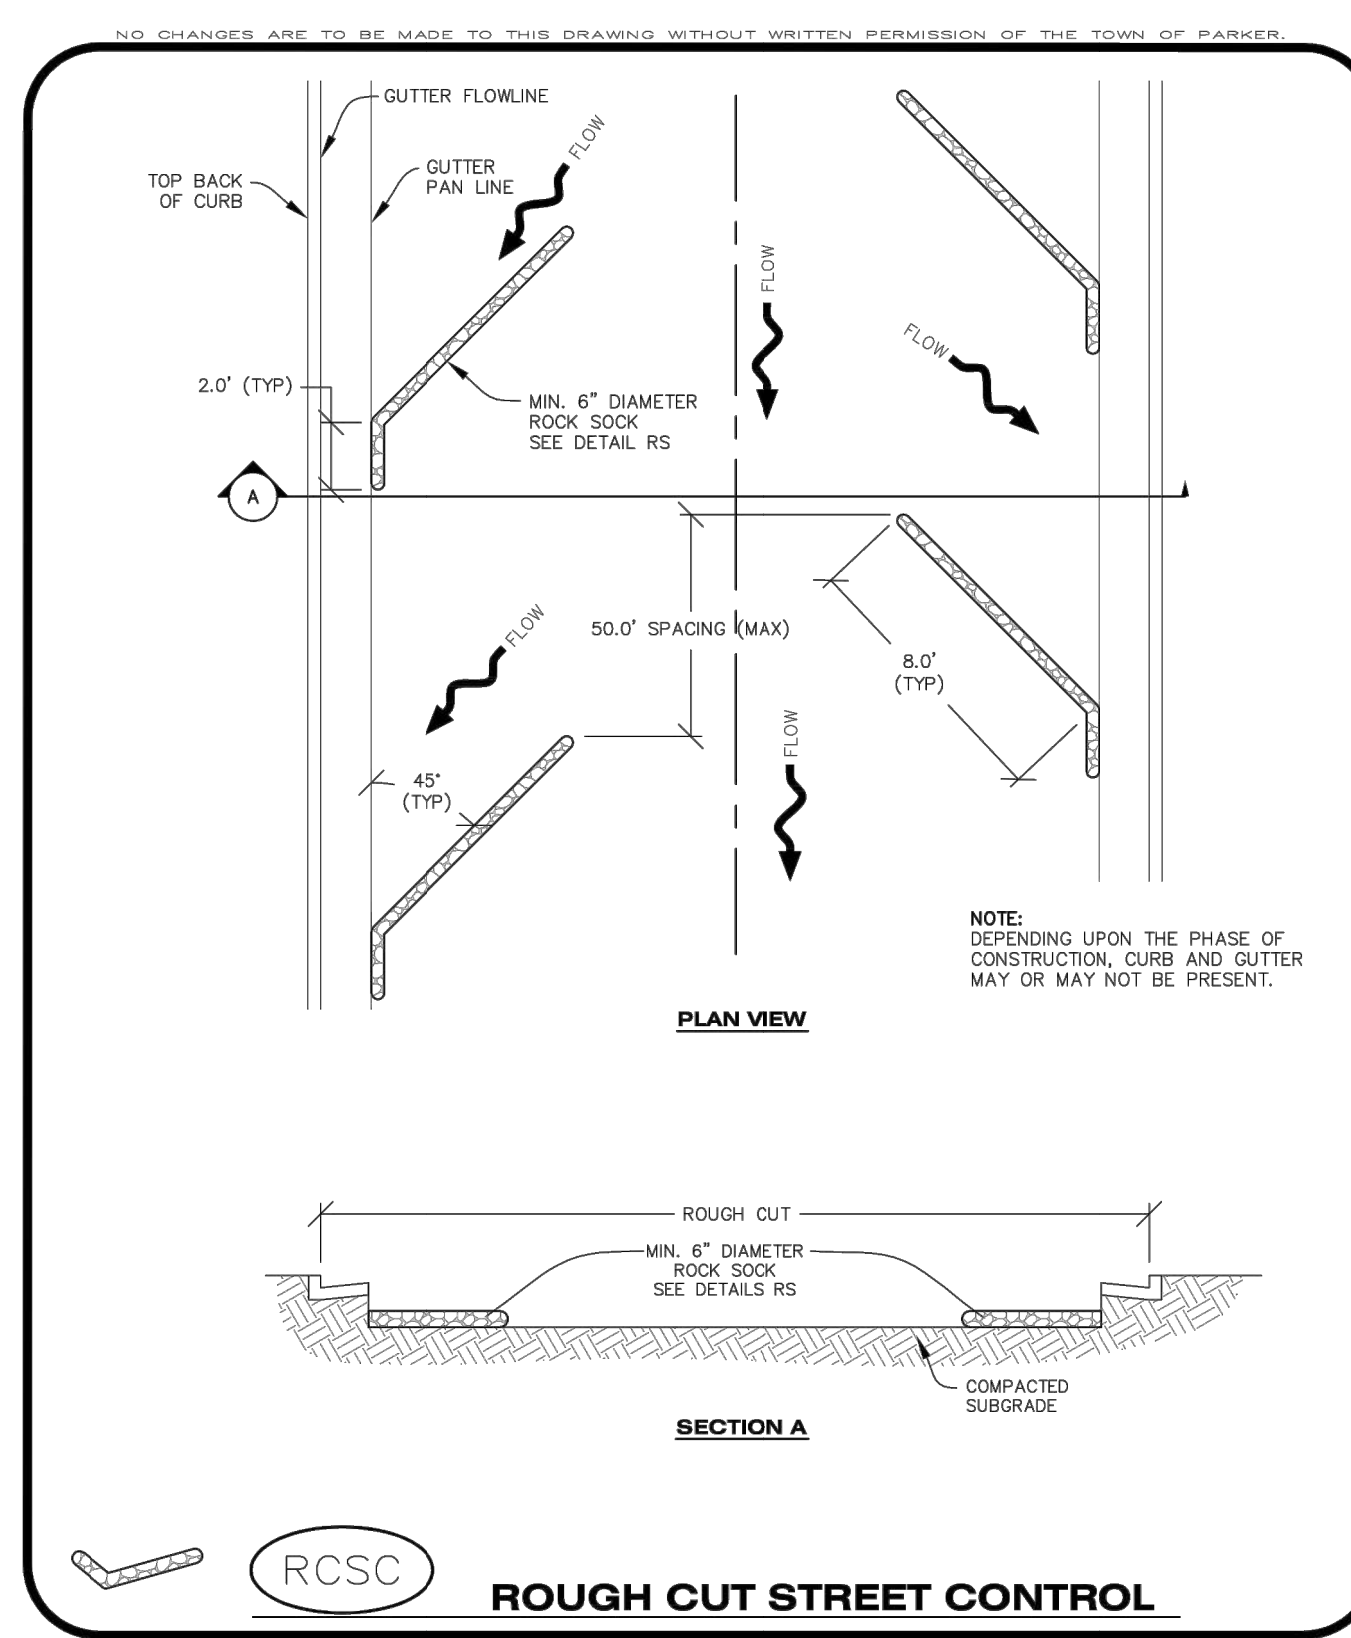 NO CHANGES ARE TO BE MADE TO THIS DRAWING WITHOUT WRITTEN PERMISSION OF THE TOWN OF PARKER.
GUTTER FLOWLINE
FLOW
GUTTER
PAN LINE
TOP BACK
OF CURB
FLOW
FLOW
2.0' (TYP)
MIN. 6" DIAMETER
ROCK SOCK
SEE DETAIL RS
A
FLOW
50.0' SPACING (MAX)
8.0'
(TYP)
FLOW
45°
(TYP)
NOTE:
DEPENDING UPON THE PHASE OF
CONSTRUCTION, CURB AND GUTTER
MAY OR MAY NOT BE PRESENT.
PLAN VIEW
ROUGH CUT
MIN. 6" DIAMETER
ROCK SOCK
SEE DETAILS RS
COMPACTED
SUBGRADE
SECTION A
RCSC
ROUGH CUT STREET CONTROL